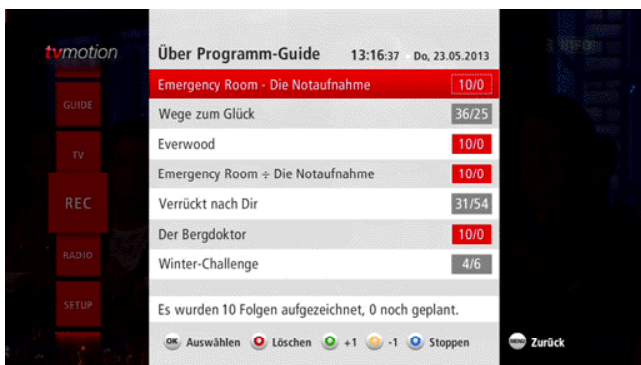 tvmotion
Über Programm-Guide 13:16:37 Do, 23.05.2013
INFO
Emergency Room - Die Notaufnahme 10/0
GUIDE
Wege zum Glück 36/25
Everwood 10/0
TV
Emergency Room ÷ Die Notaufnahme 10/0
REC
Verrückt nach Dir 31/54
Der Bergdoktor 10/0
RADIO
Winter-Challenge 4/6
SETUP
Es wurden 10 Folgen aufgezeichnet, 0 noch geplant.
OK Auswählen Löschen +1 -1 Stoppen MENU Zurück